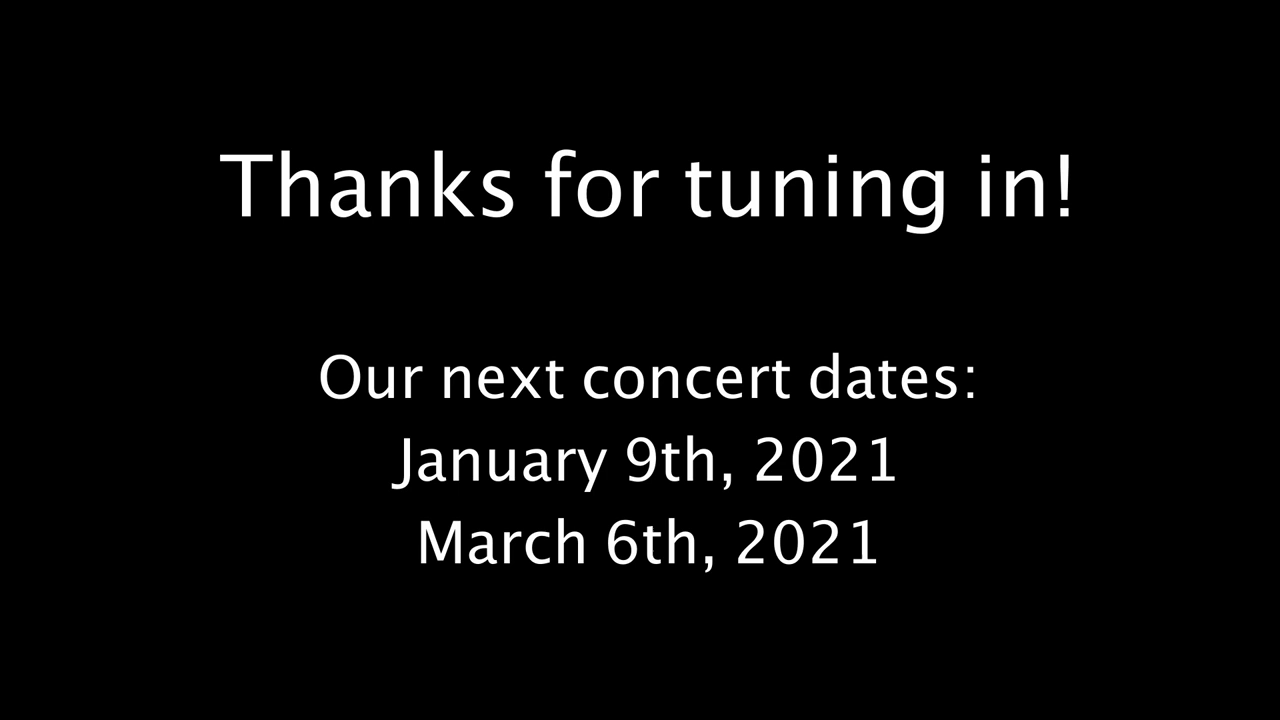 Thanks for tuning in!
Our next concert dates:
January 9th, 2021
March 6th, 2021